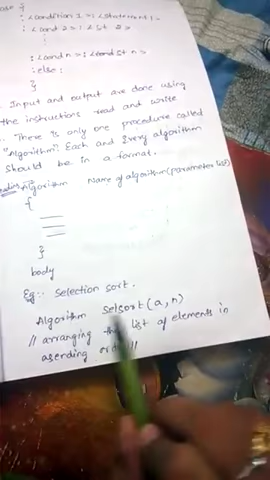 case {
: <condition 1> : <statement 1>
: <cond 2> : <st 2>
: <cond n> : <cond st n>
: else :
}
Input and output are done using
the instructions read and write
There is only one procedure called
"Algorithm". Each and Every algorithm
should be in a format.
Algorithm Name of algorithm (parameter list)
{
}
body
Eg:- Selection sort.
Algorithm Selsort (a, n)
// arranging the list of elements in
asending //